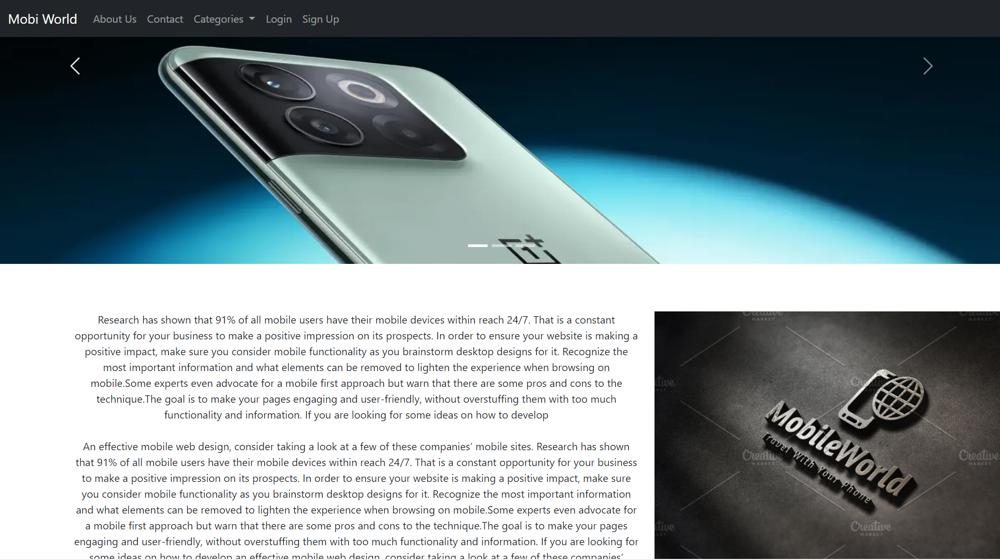 Mobi World About Us Contact Categories Login Sign Up
Research has shown that 91% of all mobile users have their mobile devices within reach 24/7. That is a constant
opportunity for your business to make a positive impression on its prospects. In order to ensure your website is making a
positive impact, make sure you consider mobile functionality as you brainstorm desktop designs for it. Recognize the
most important information and what elements can be removed to lighten the experience when browsing on
mobile.Some experts even advocate for a mobile first approach but warn that there are some pros and cons to the
technique.The goal is to make your pages engaging and user-friendly, without overstuffing them with too much
functionality and information. If you are looking for some ideas on how to develop
An effective mobile web design, consider taking a look at a few of these companies’ mobile sites. Research has shown
that 91% of all mobile users have their mobile devices within reach 24/7. That is a constant opportunity for your business
to make a positive impression on its prospects. In order to ensure your website is making a positive impact, make sure
you consider mobile functionality as you brainstorm desktop designs for it. Recognize the most important information
and what elements can be removed to lighten the experience when browsing on mobile.Some experts even advocate for
a mobile first approach but warn that there are some pros and cons to the technique.The goal is to make your pages
engaging and user-friendly, without overstuffing them with too much functionality and information. If you are looking for
some ideas on how to develop an effective mobile web design, consider taking a look at a few of these companies’
MobileWorld
Travel With Your Phone
Creative
MARKET